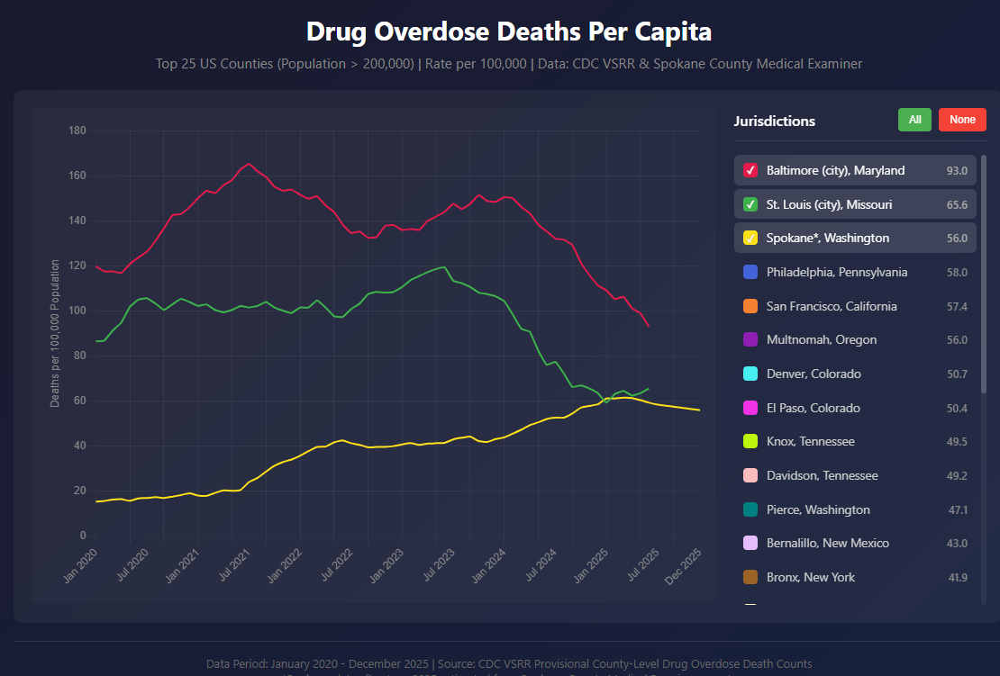 Drug Overdose Deaths Per Capita
Top 25 US Counties (Population > 200,000) | Rate per 100,000 | Data: CDC VSRR & Spokane County Medical Examiner
Deaths per 100,000 Population
180
160
140
120
100
80
60
40
20
0
Jan 2020
Jul 2020
Jan 2021
Jul 2021
Jan 2022
Jul 2022
Jan 2023
Jul 2023
Jan 2024
Jul 2024
Jan 2025
Jul 2025
Dec 2025
Jurisdictions
All
None
Baltimore (city), Maryland 93.0
St. Louis (city), Missouri 65.6
Spokane*, Washington 56.0
Philadelphia, Pennsylvania 58.0
San Francisco, California 57.4
Multnomah, Oregon 56.0
Denver, Colorado 50.7
El Paso, Colorado 50.4
Knox, Tennessee 49.5
Davidson, Tennessee 49.2
Pierce, Washington 47.1
Bernalillo, New Mexico 43.0
Bronx, New York 41.9
Data Period: January 2020 - December 2025 | Source: CDC VSRR Provisional County-Level Drug Overdose Death Counts